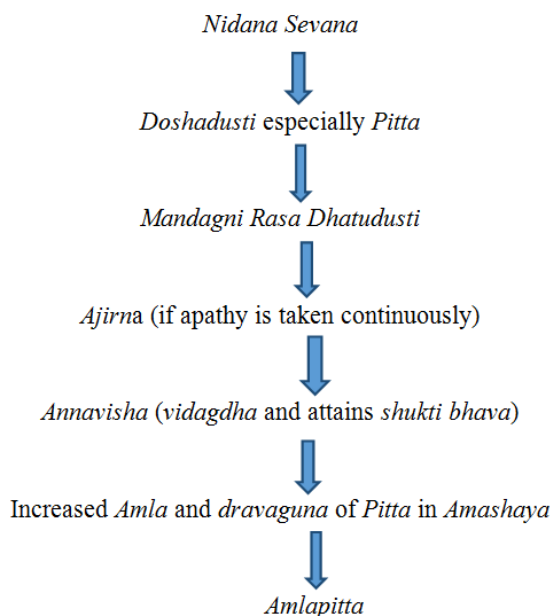 Nidana Sevana
Doshadusti especially Pitta
Mandagni Rasa Dhatudusti
Ajirna (if apathy is taken continuously)
Annavisha (vidagdha and attains shukti bhava)
Increased Amla and dravaguna of Pitta in Amashaya
Amlapitta